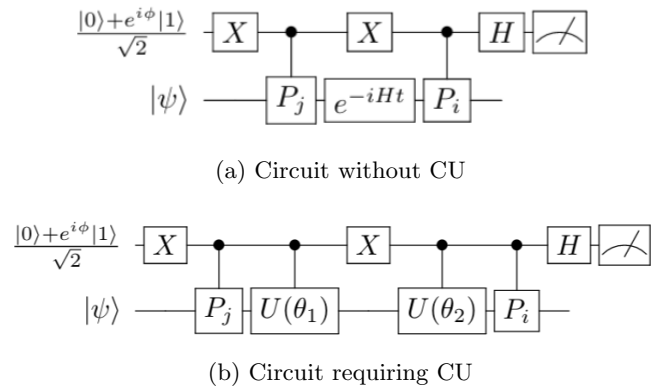 |0⟩+e^{iϕ}|1⟩ / √2 X X H
|ψ⟩ P_j e^{-iHt} P_i
(a) Circuit without CU
|0⟩+e^{iϕ}|1⟩ / √2 X X H
|ψ⟩ P_j U(θ_1) U(θ_2) P_i
(b) Circuit requiring CU